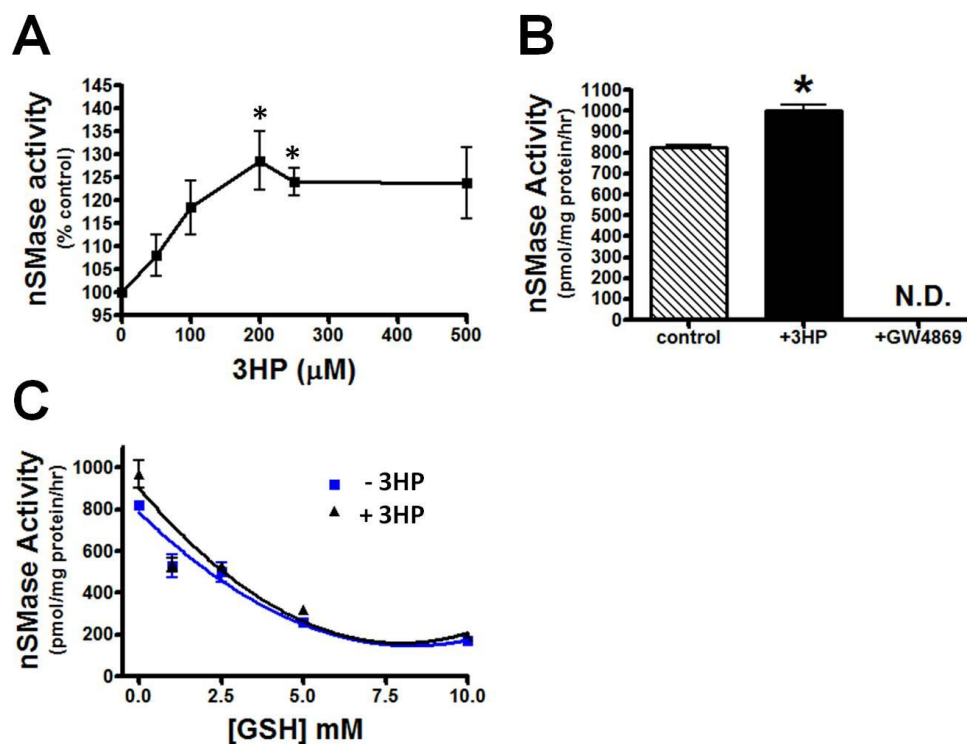 A
nSMase activity
(% control)
145
140
135
130
125
120
115
110
105
100
95
*
*
0
100
200
300
400
500
3HP (μM)
B
nSMase Activity
(pmol/mg protein/hr)
1100
1000
900
800
700
600
500
400
300
200
100
0
*
N.D.
control
+3HP
+GW4869
C
nSMase Activity
(pmol/mg protein/hr)
1000
800
600
400
200
0
- 3HP
+ 3HP
0.0
2.5
5.0
7.5
10.0
[GSH] mM